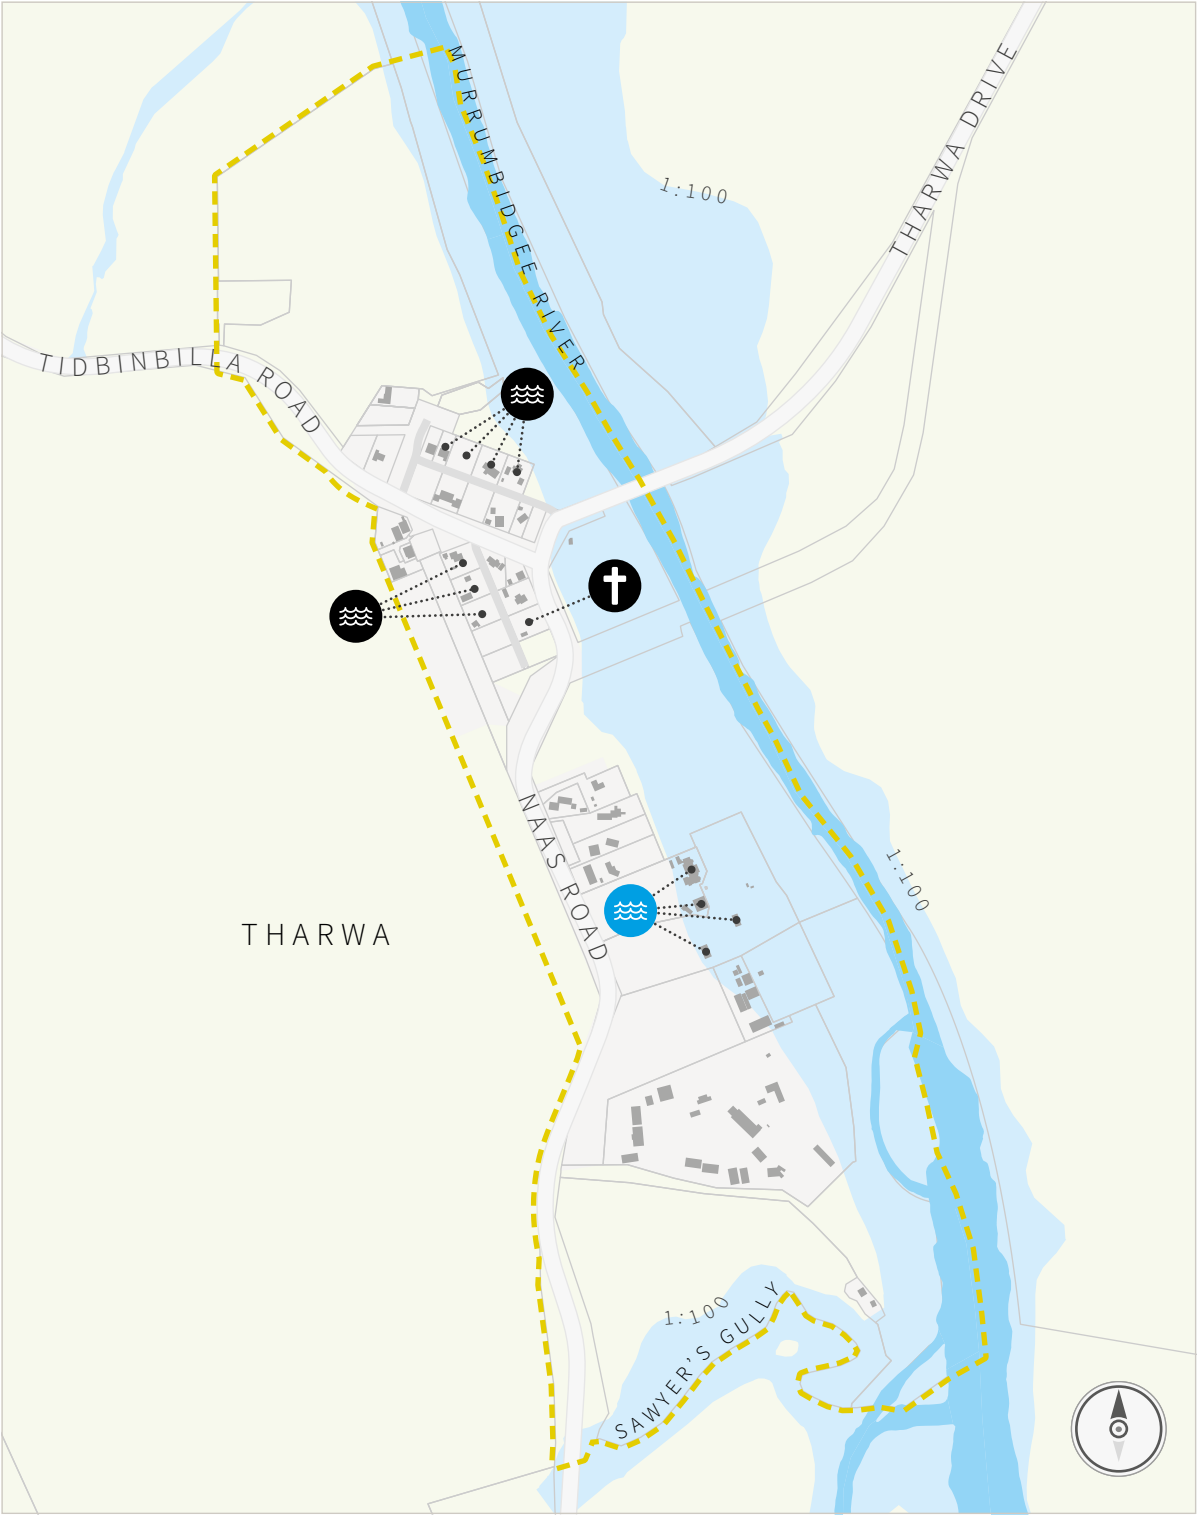 MURRUMBIDGEE RIVER
THARWA DRIVE
1:100
TIDBINBILLA ROAD
NAAS ROAD
1:100
THARWA
1:100
SAWYER'S GULLY